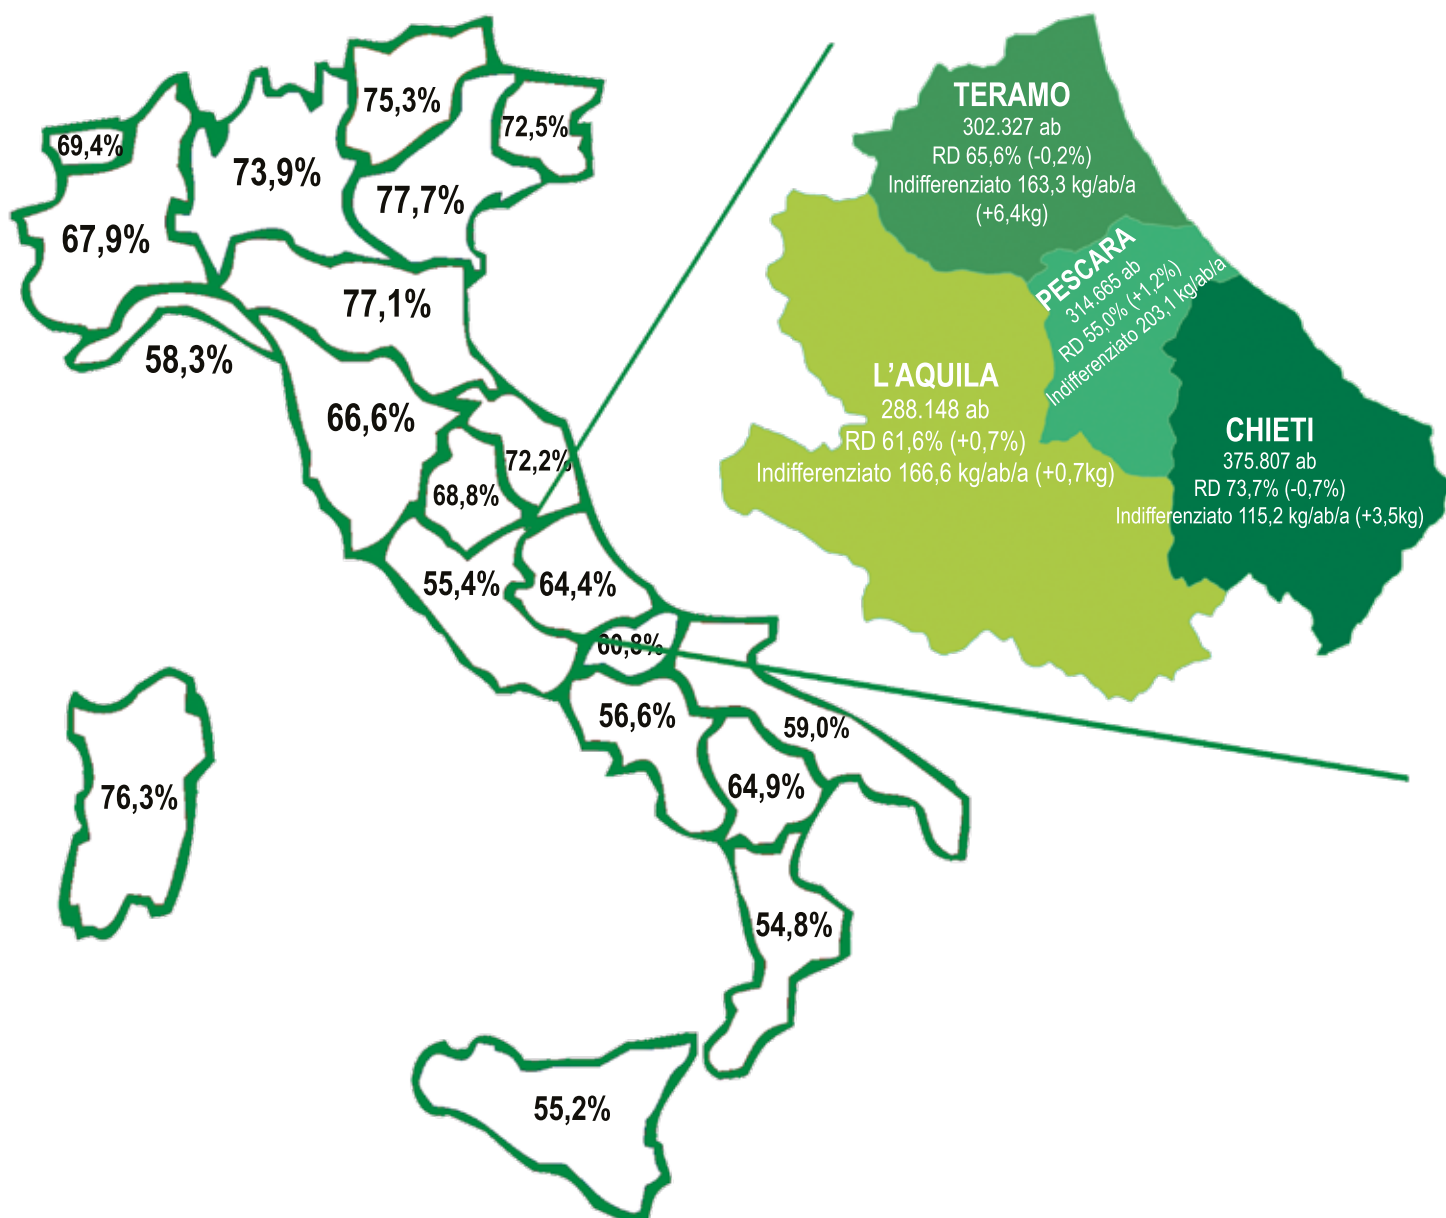 75,3%
72,5%
69,4%
73,9%
77,7%
67,9%
77,1%
58,3%
66,6%
72,2%
68,8%
55,4%
64,4%
60,8%
56,6%
59,0%
64,9%
76,3%
54,8%
55,2%
TERAMO
302.327 ab
RD 65,6% (-0,2%)
Indifferenziato 163,3 kg/ab/a
(+6,4kg)
PESCARA
314.665 ab
RD 55,0% (+1,2%)
Indifferenziato 203,1 kg/ab/a
L'AQUILA
288.148 ab
RD 61,6% (+0,7%)
Indifferenziato 166,6 kg/ab/a (+0,7kg)
CHIETI
375.807 ab
RD 73,7% (-0,7%)
Indifferenziato 115,2 kg/ab/a (+3,5kg)